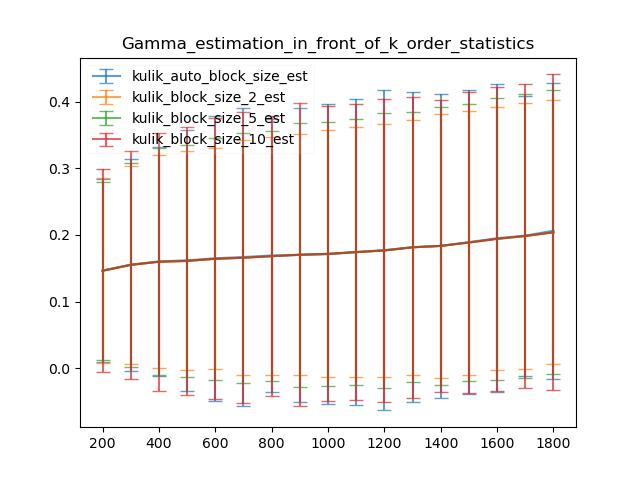 Gamma_estimation_in_front_of_k_order_statistics
kulik_auto_block_size_est
kulik_block_size_2_est
kulik_block_size_5_est
kulik_block_size_10_est
0.4
0.3
0.2
0.1
0.0
200 400 600 800 1000 1200 1400 1600 1800